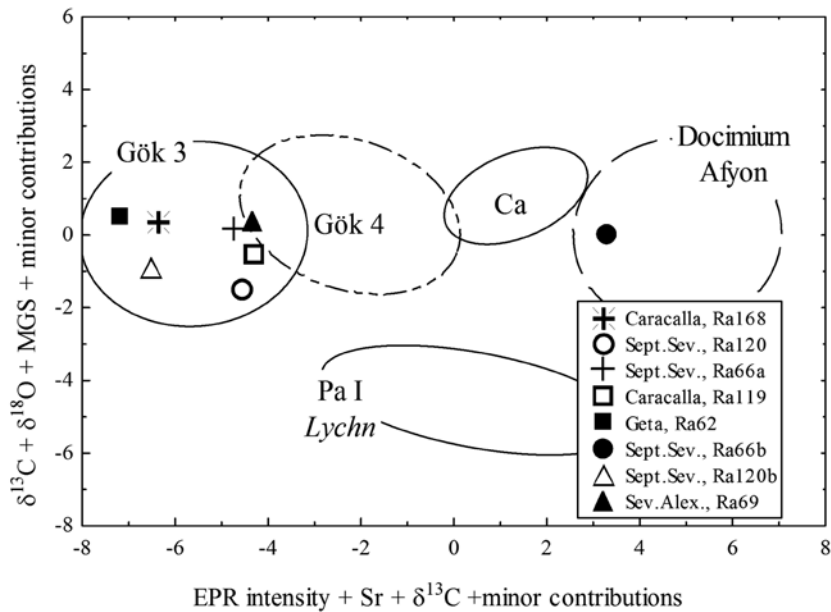 6
4
2
0
-2
-4
-6
-8
δ¹³C + δ¹⁸O + MGS + minor contributions
Gök 3
Gök 4
Ca
Docimium
Afyon
Pa I
Lychn
Caracalla, Ra168
Sept.Sev., Ra120
Sept.Sev., Ra66a
Caracalla, Ra119
Geta, Ra62
Sept.Sev., Ra66b
Sept.Sev., Ra120b
Sev.Alex., Ra69
-8 -6 -4 -2 0 2 4 6 8
EPR intensity + Sr + δ¹³C +minor contributions